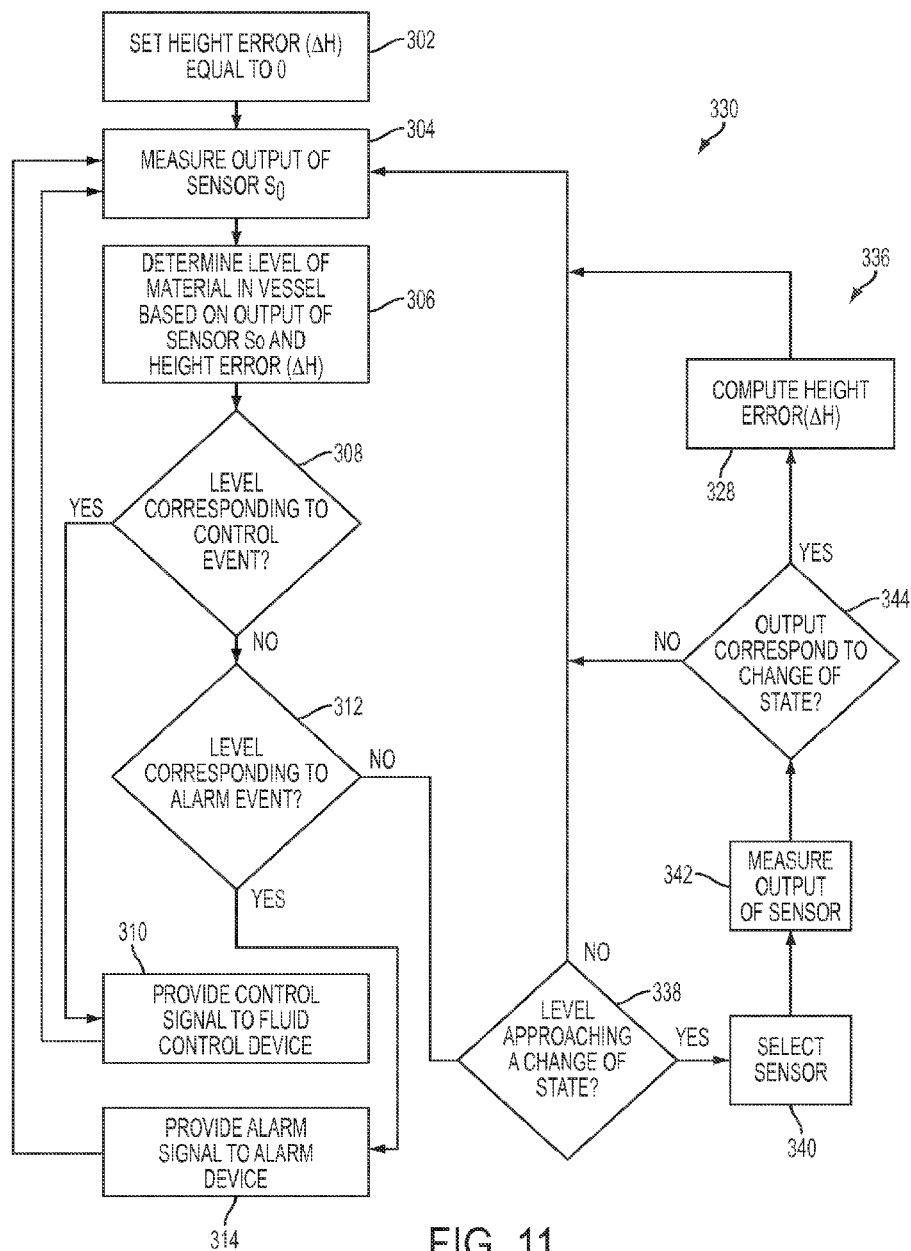 SET HEIGHT ERROR (ΔH)
EQUAL TO 0
302
MEASURE OUTPUT OF
SENSOR S0
304
330
DETERMINE LEVEL OF
MATERIAL IN VESSEL
BASED ON OUTPUT OF
SENSOR S0 AND
HEIGHT ERROR (ΔH)
306
336
COMPUTE HEIGHT
ERROR(ΔH)
328
LEVEL
CORRESPONDING TO
CONTROL
EVENT?
308
YES
NO
YES
OUTPUT
CORRESPOND TO
CHANGE OF
STATE?
344
NO
LEVEL
CORRESPONDING TO
ALARM EVENT?
312
NO
YES
MEASURE
OUTPUT
OF SENSOR
342
310
PROVIDE CONTROL
SIGNAL TO FLUID
CONTROL DEVICE
NO
LEVEL
APPROACHING
A CHANGE OF
STATE?
338
YES
SELECT
SENSOR
340
PROVIDE ALARM
SIGNAL TO ALARM
DEVICE
314
FIG. 11